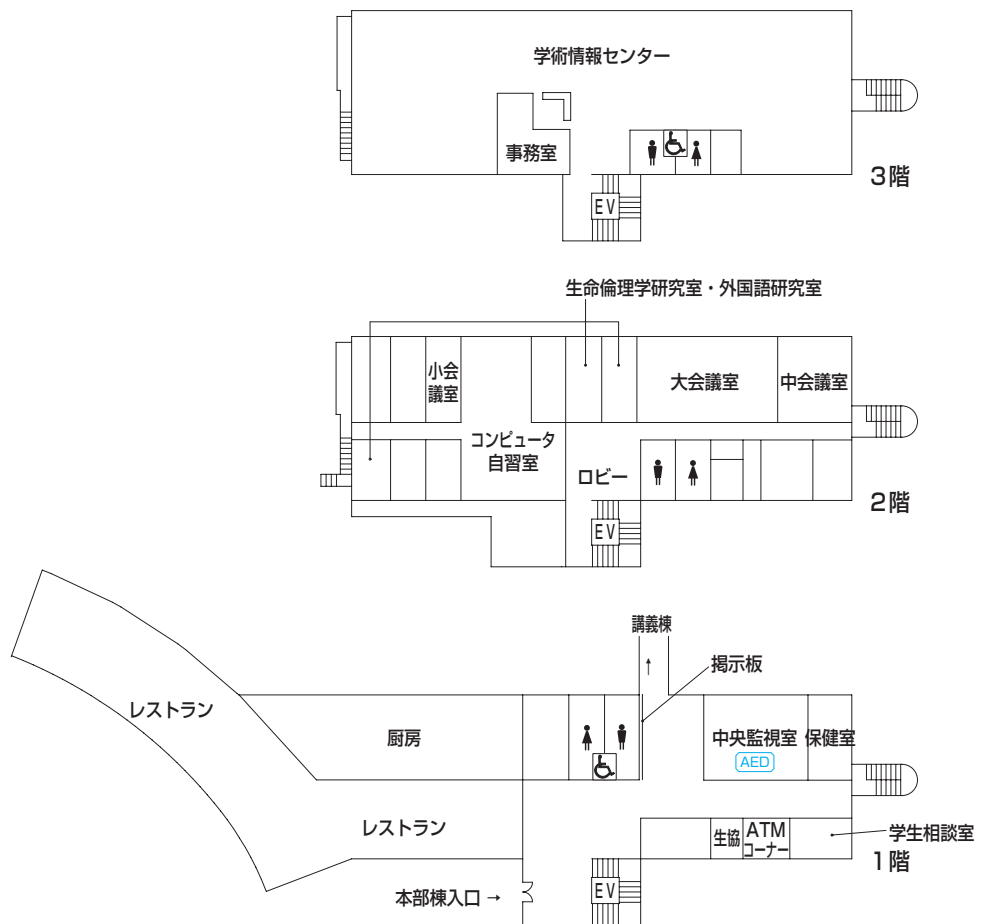 学術情報センター
事務室
EV
3階
生命倫理学研究室・外国語研究室
小会
議室
大会議室
中会議室
コンピュータ
自習室
ロビー
EV
2階
講義棟
↑
掲示板
レストラン
厨房
中央監視室
保健室
AED
レストラン
生協
ATM
コーナー
学生相談室
1階
本部棟入口 →
EV